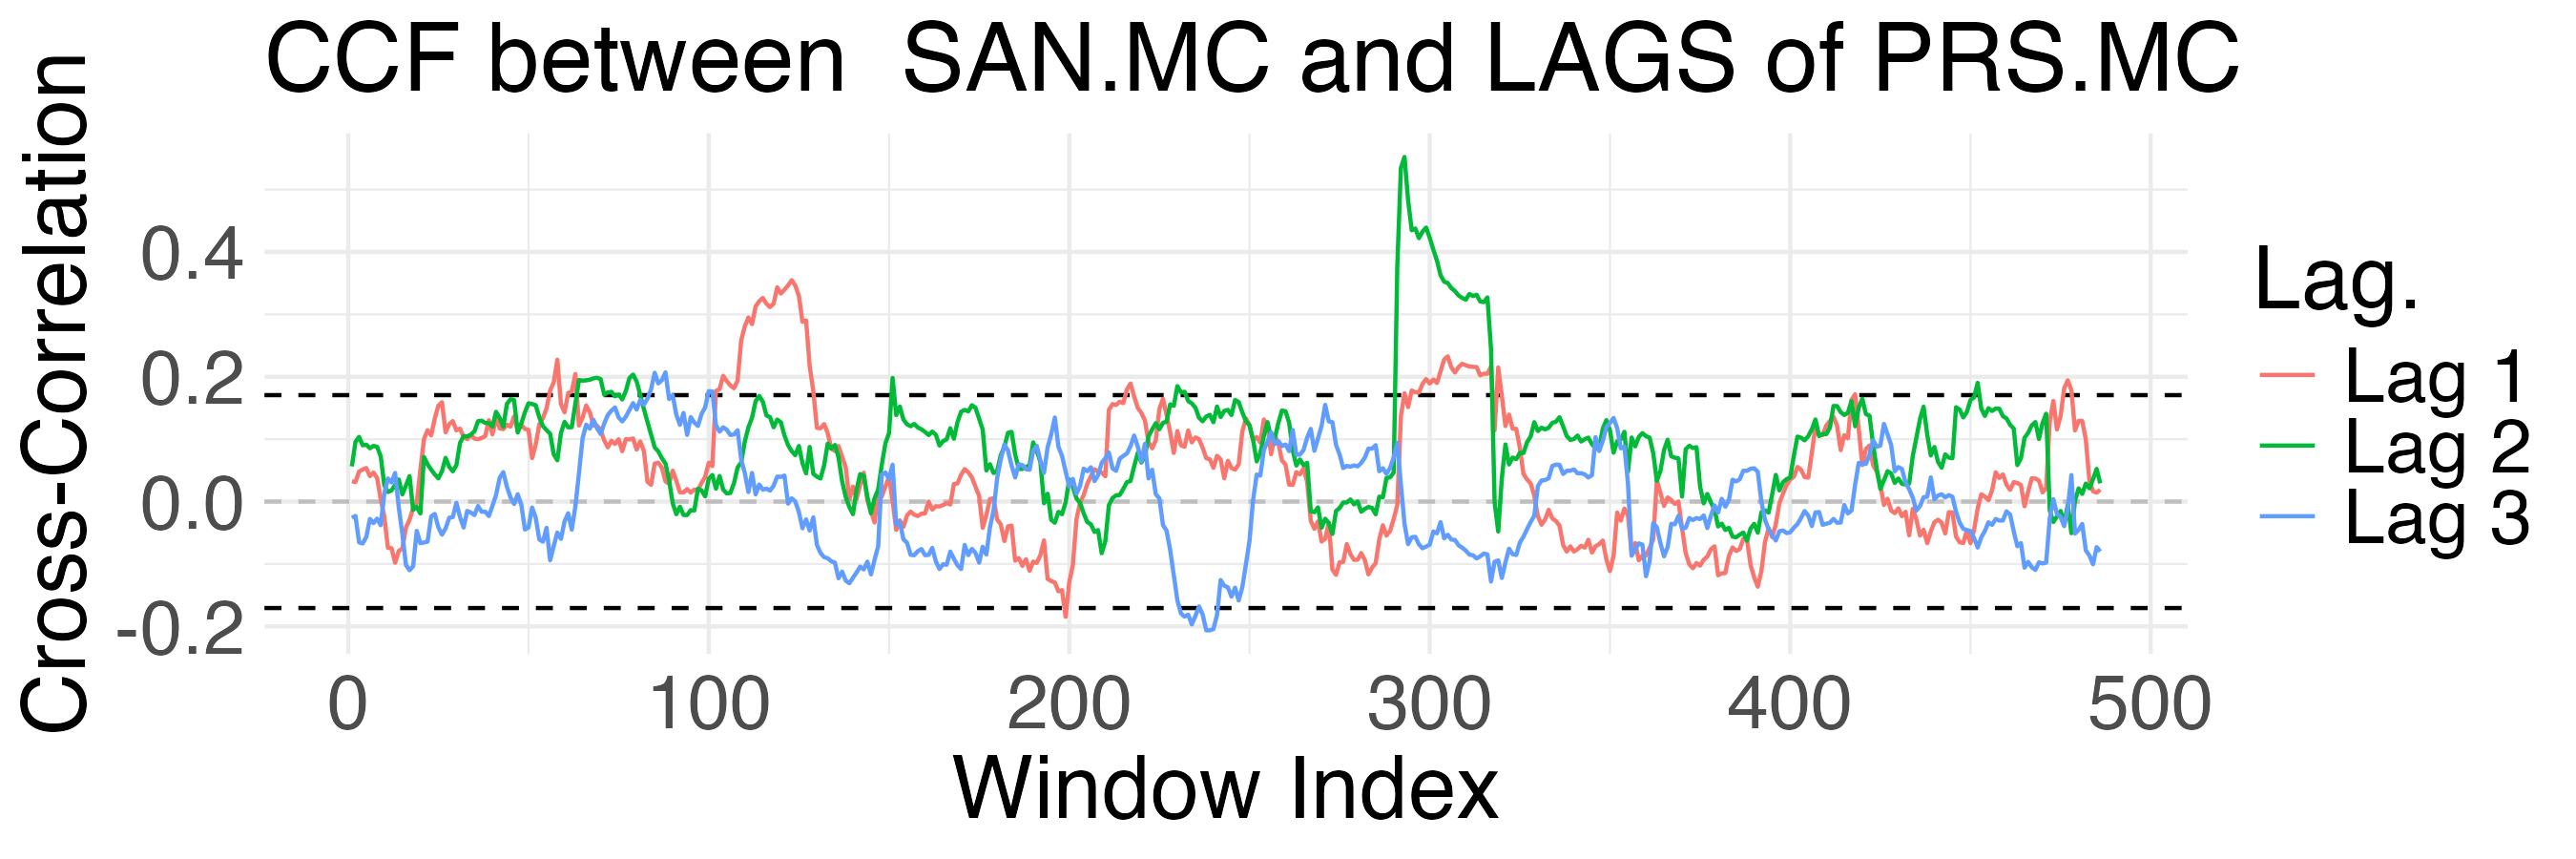 CCF between  SAN.MC and LAGS of PRS.MC
Cross-Correlation
0.4
0.2
0.0
-0.2
0 100 200 300 400 500
Window Index
Lag.
Lag 1
Lag 2
Lag 3